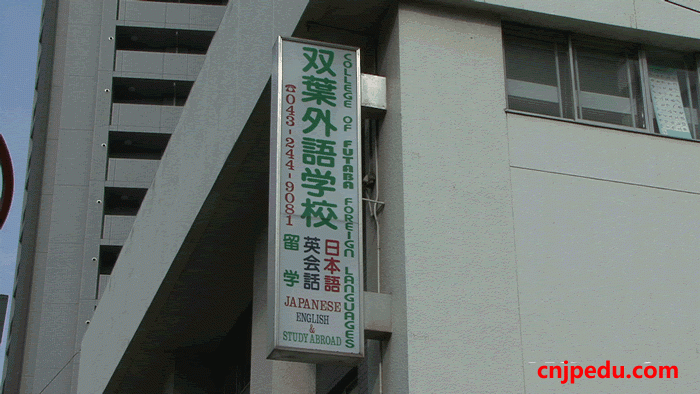 双葉外語学校
COLLEGE OF FUTABA FOREIGN LANGUAGES
☎043-244-9081
日本語
英会話
留学
JAPANESE
ENGLISH
&
STUDY ABROAD
cnjpedu.com